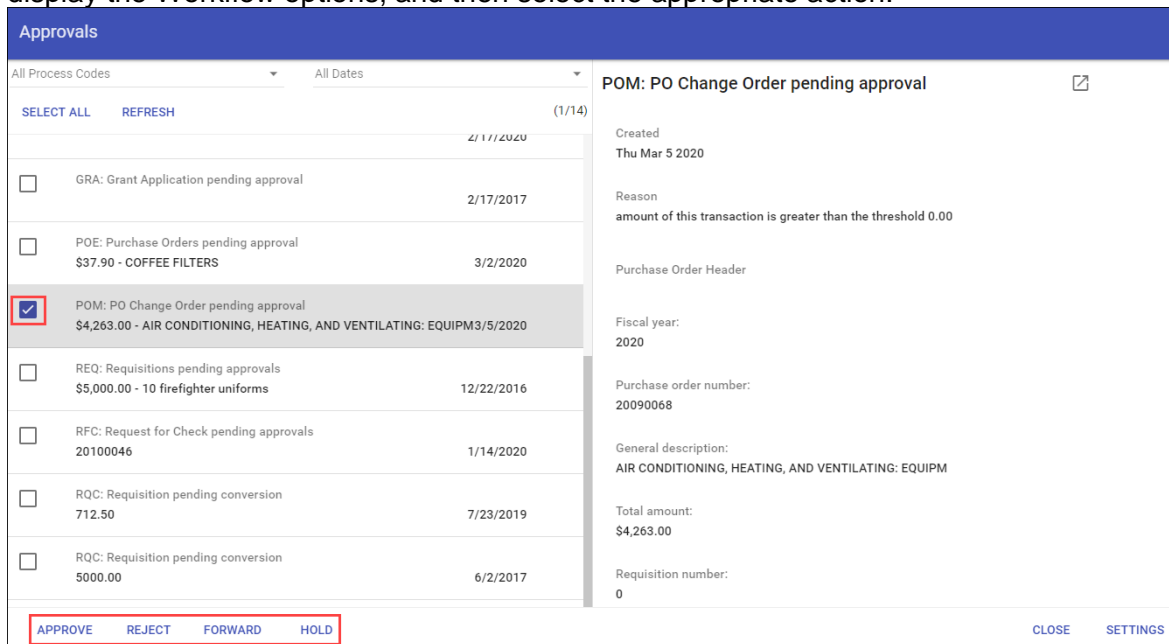 display the Workflow options, and then select the appropriate action.
Approvals
All Process Codes
All Dates
SELECT ALL
REFRESH
(1/14)
2/17/2020
GRA: Grant Application pending approval
2/17/2017
POE: Purchase Orders pending approval
$37.90 - COFFEE FILTERS
3/2/2020
POM: PO Change Order pending approval
$4,263.00 - AIR CONDITIONING, HEATING, AND VENTILATING: EQUIPM3/5/2020
REQ: Requisitions pending approvals
$5,000.00 - 10 firefighter uniforms
12/22/2016
RFC: Request for Check pending approvals
20100046
1/14/2020
RQC: Requisition pending conversion
712.50
7/23/2019
RQC: Requisition pending conversion
5000.00
6/2/2017
APPROVE
REJECT
FORWARD
HOLD
POM: PO Change Order pending approval
Created
Thu Mar 5 2020
Reason
amount of this transaction is greater than the threshold 0.00
Purchase Order Header
Fiscal year:
2020
Purchase order number:
20090068
General description:
AIR CONDITIONING, HEATING, AND VENTILATING: EQUIPM
Total amount:
$4,263.00
Requisition number:
0
CLOSE
SETTINGS